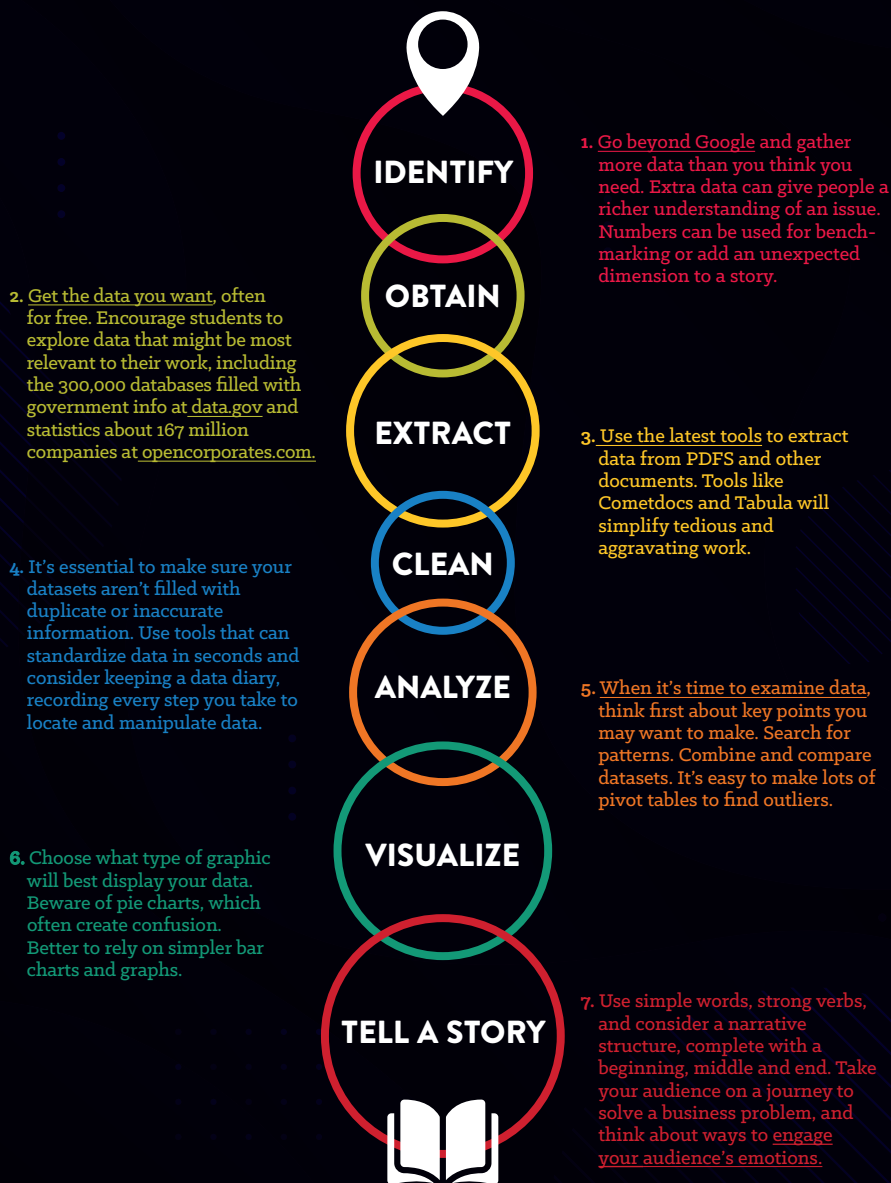 IDENTIFY
1. Go beyond Google and gather
more data than you think you
need. Extra data can give people a
richer understanding of an issue.
Numbers can be used for bench-
marking or add an unexpected
dimension to a story.
OBTAIN
2. Get the data you want, often
for free. Encourage students to
explore data that might be most
relevant to their work, including
the 300,000 databases filled with
government info at data.gov and
statistics about 167 million
companies at opencorporates.com.
EXTRACT
3. Use the latest tools to extract
data from PDFS and other
documents. Tools like
Cometdocs and Tabula will
simplify tedious and
aggravating work.
CLEAN
4. It's essential to make sure your
datasets aren't filled with
duplicate or inaccurate
information. Use tools that can
standardize data in seconds and
consider keeping a data diary,
recording every step you take to
locate and manipulate data.
ANALYZE
5. When it's time to examine data,
think first about key points you
may want to make. Search for
patterns. Combine and compare
datasets. It's easy to make lots of
pivot tables to find outliers.
VISUALIZE
6. Choose what type of graphic
will best display your data.
Beware of pie charts, which
often create confusion.
Better to rely on simpler bar
charts and graphs.
TELL A STORY
7. Use simple words, strong verbs,
and consider a narrative
structure, complete with a
beginning, middle and end. Take
your audience on a journey to
solve a business problem, and
think about ways to engage
your audience's emotions.